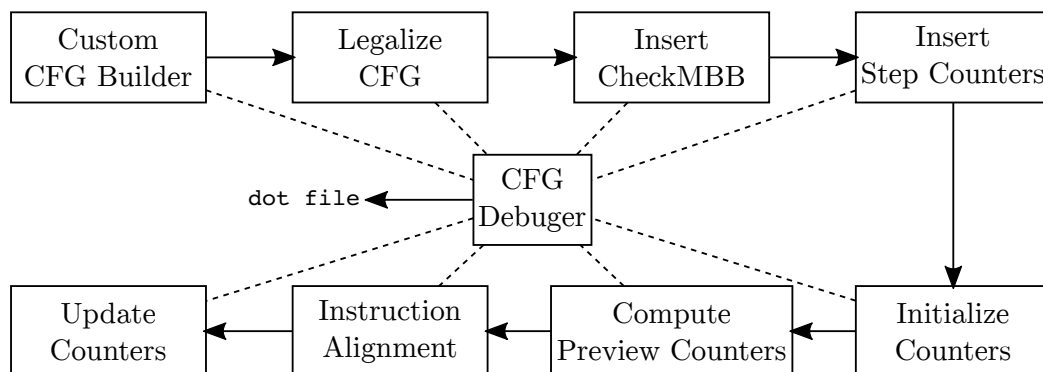 Custom
CFG Builder
Legalize
CFG
Insert
CheckMBB
Insert
Step Counters
CFG
Debuger
dot file
Update
Counters
Instruction
Alignment
Compute
Preview Counters
Initialize
Counters